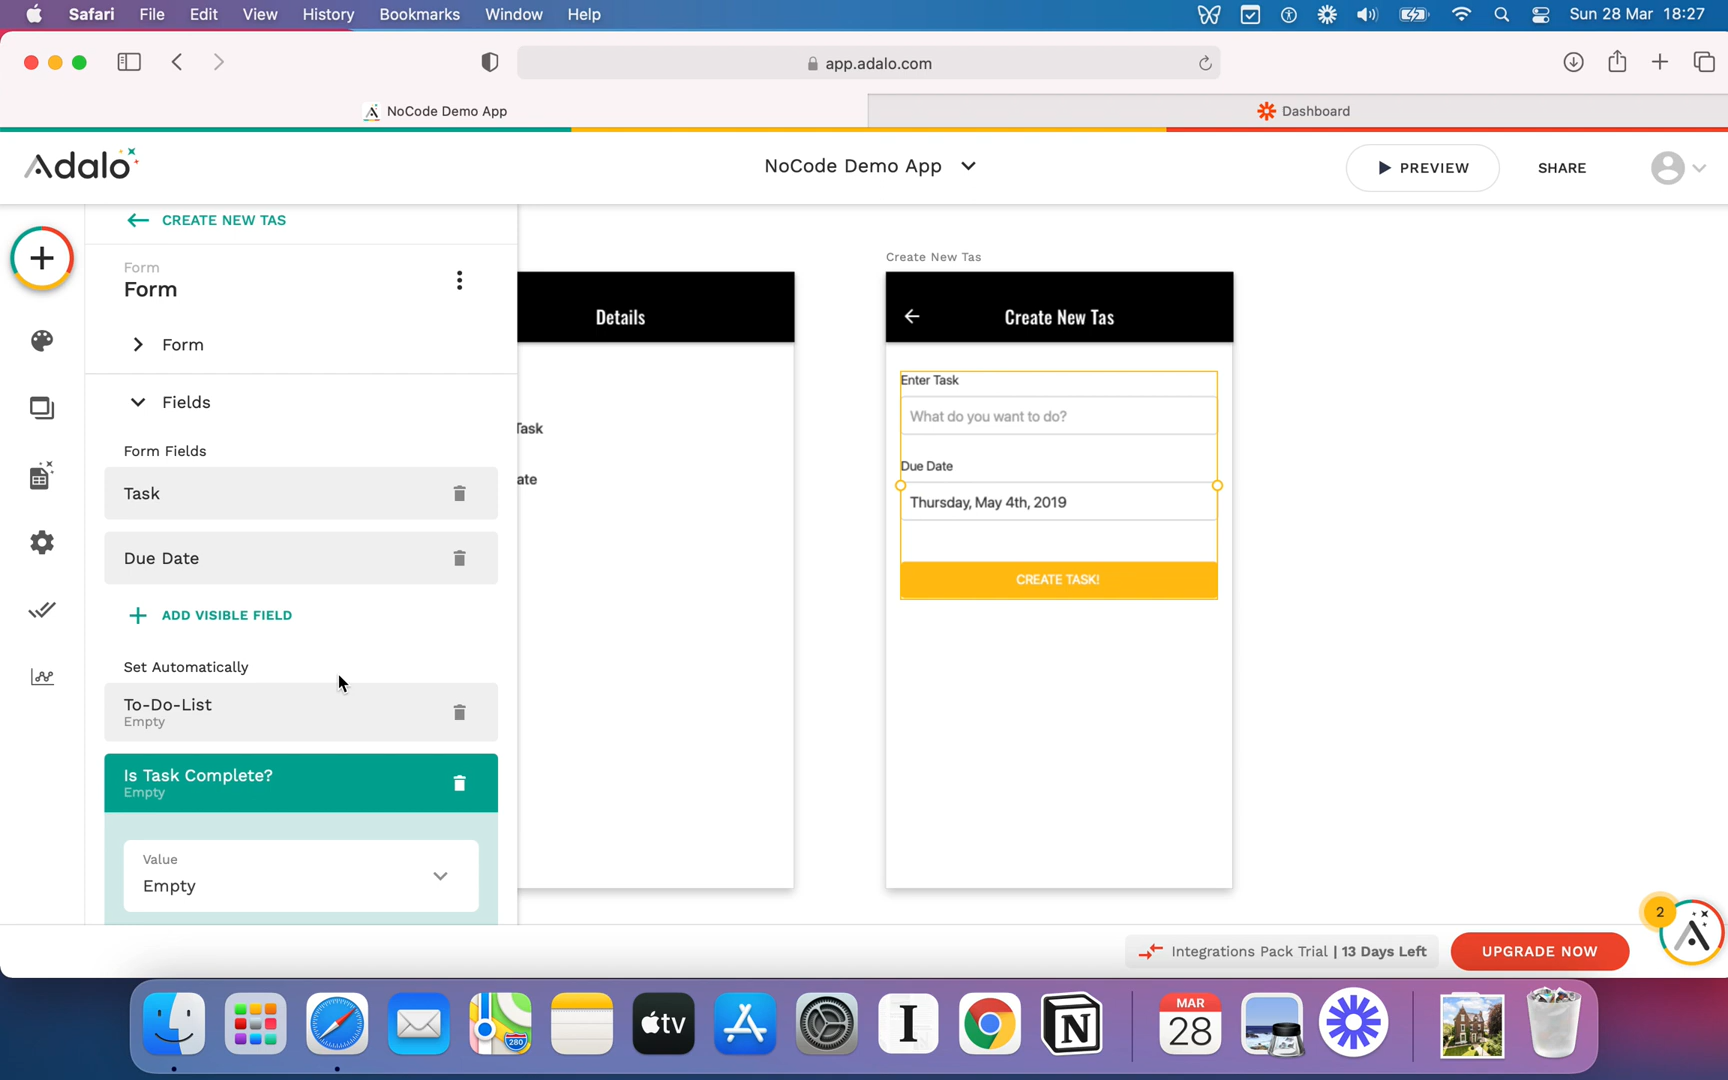 Safari File Edit View History Bookmarks Window Help Sun 28 Mar 18:27
app.adalo.com
NoCode Demo App Dashboard
Adalo NoCode Demo App PREVIEW SHARE
CREATE NEW TAS
Form
Form
Form
Fields
Form Fields
Task
Due Date
ADD VISIBLE FIELD
Set Automatically
To-Do-List
Empty
Is Task Complete?
Empty
Value
Empty
Details
Task
ate
Create New Tas
Create New Tas
Enter Task
What do you want to do?
Due Date
Thursday, May 4th, 2019
CREATE TASK!
2
Integrations Pack Trial | 13 Days Left UPGRADE NOW
280
tv
MAR
28